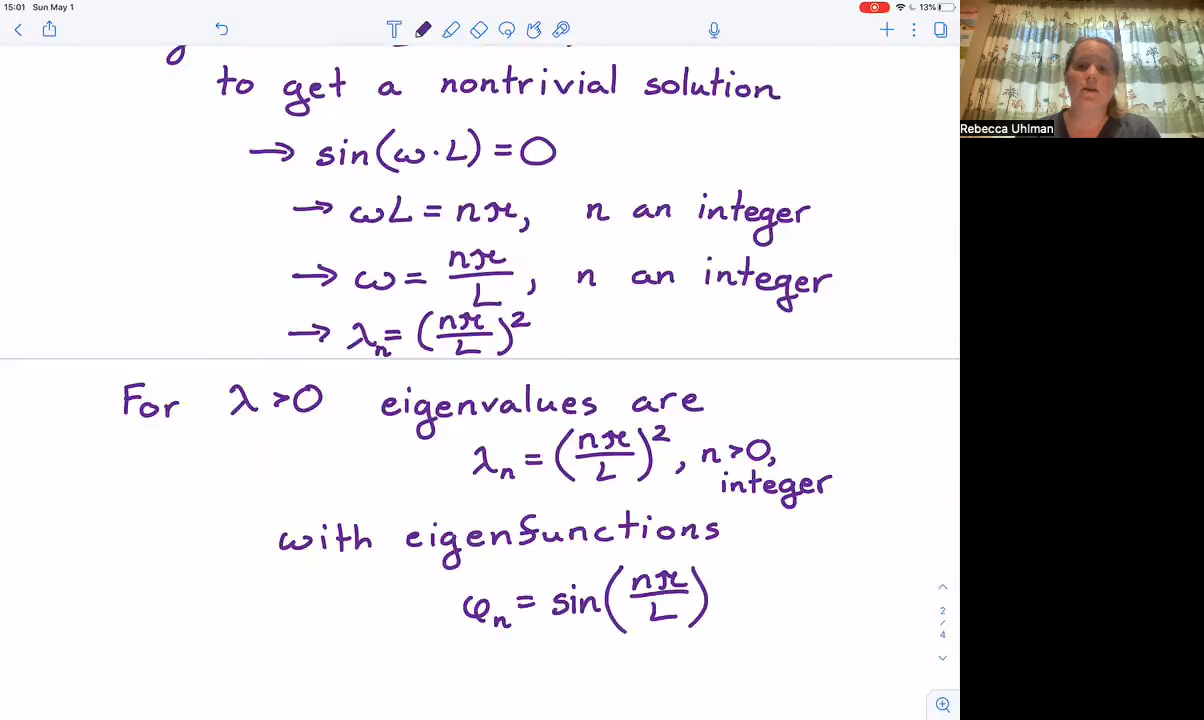 15:01 Sun May 1
13%
to get a nontrivial solution
→ sin(ω·L) = 0
→ ωL = nπ, n an integer
→ ω = nπ/L, n an integer
→ λn = (nπ/L)²
For λ > 0 eigenvalues are
λn = (nπ/L)², n > 0,
integer
with eigenfunctions
φn = sin(nπ/L)
Rebecca Uhlman
2
/
4